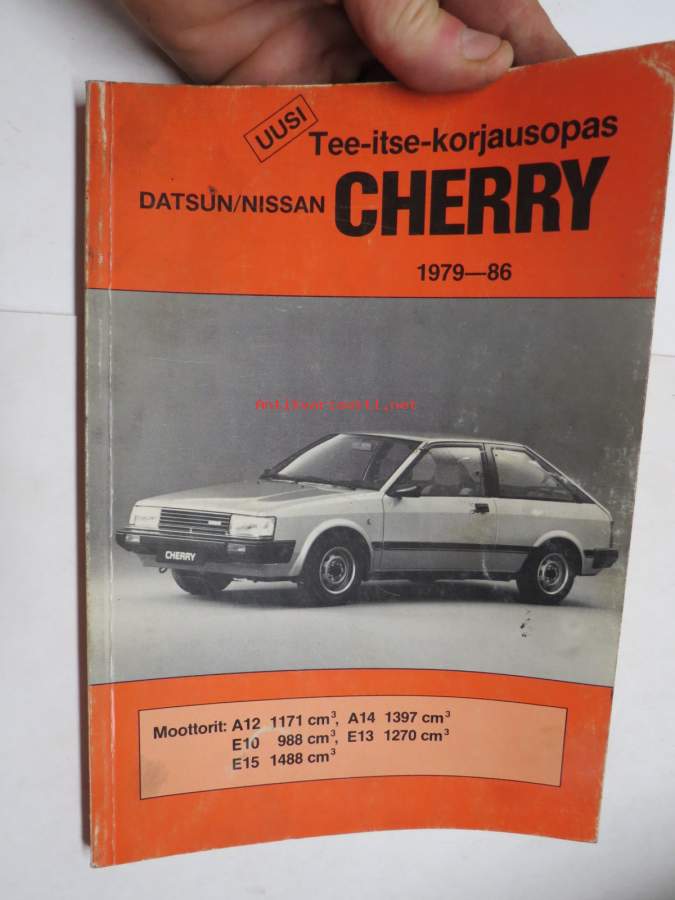 UUSI
Tee-itse-korjausopas
DATSUN/NISSAN CHERRY
1979—86
Antikvariaatti.net
CHERRY
Moottorit: A12 1171 cm³, A14 1397 cm³
E10 988 cm³, E13 1270 cm³
E15 1488 cm³